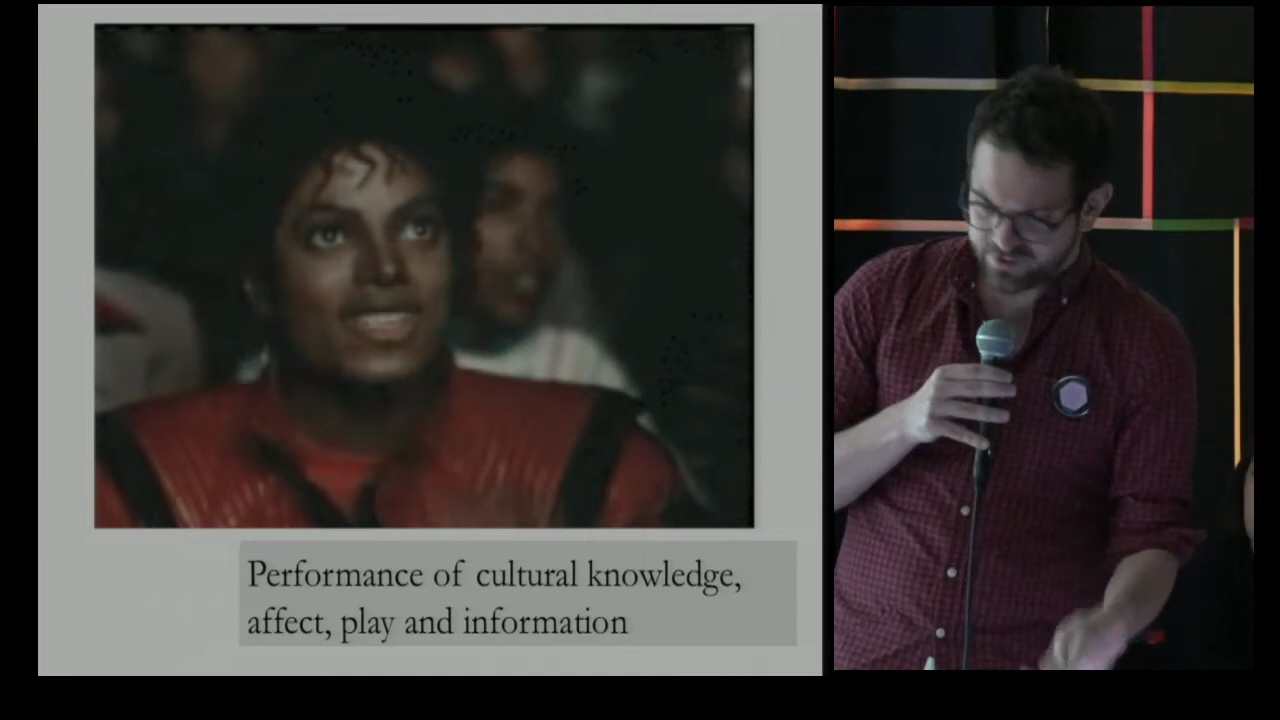 Performance of cultural knowledge,
affect, play and information